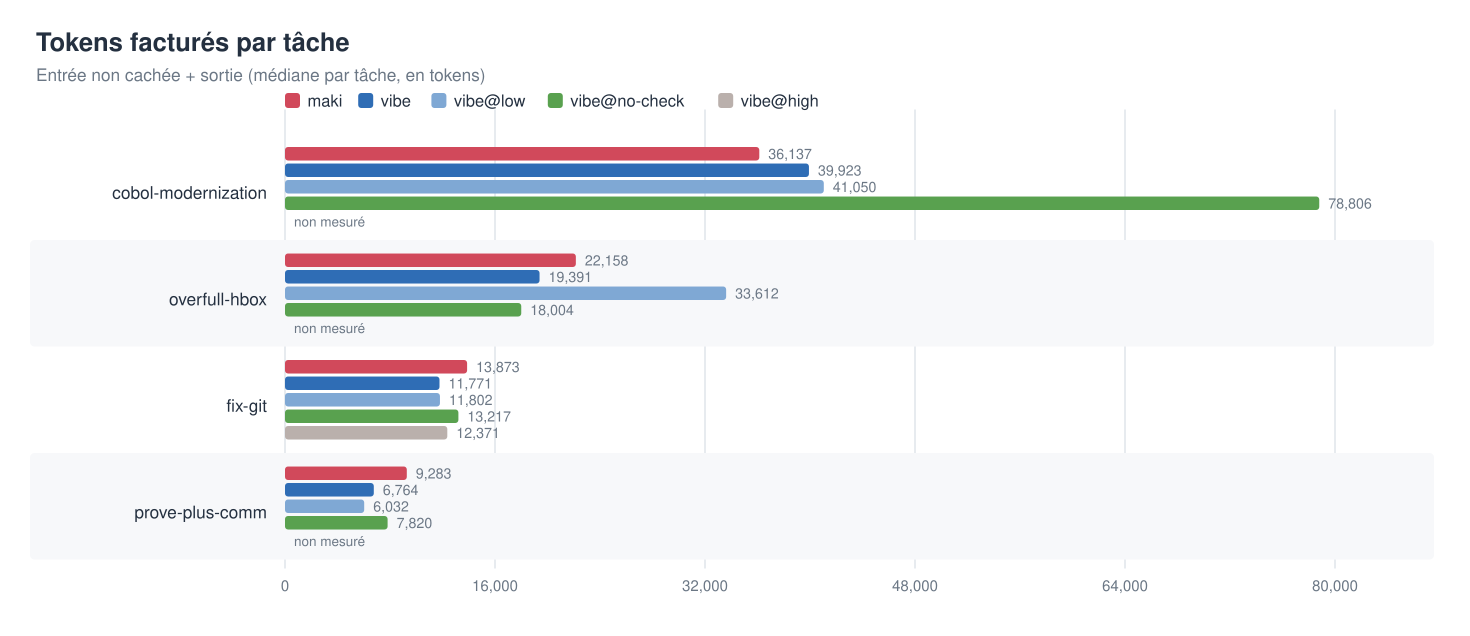 Tokens facturés par tâche
Entrée non cachée + sortie (médiane par tâche, en tokens)
maki vibe vibe@low vibe@no-check vibe@high
cobol-modernization
36,137
39,923
41,050
78,806
non mesuré
overfull-hbox
22,158
19,391
33,612
18,004
non mesuré
fix-git
13,873
11,771
11,802
13,217
12,371
prove-plus-comm
9,283
6,764
6,032
7,820
non mesuré
0 16,000 32,000 48,000 64,000 80,000